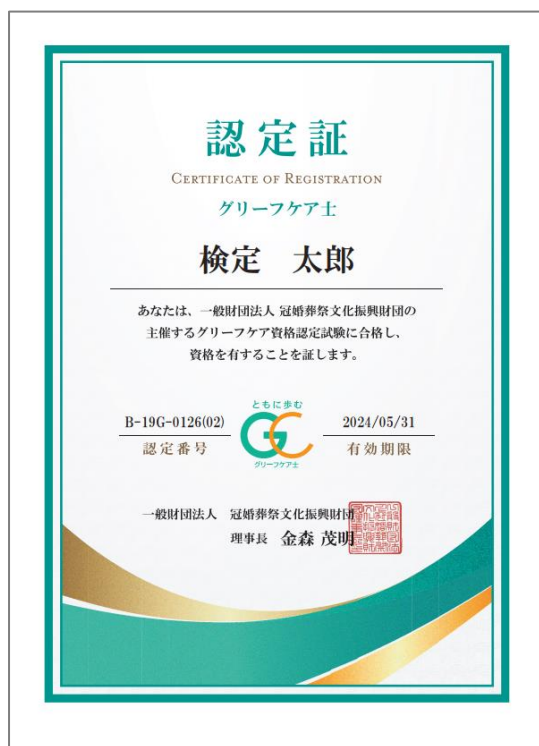 認定証
CERTIFICATE OF REGISTRATION
グリーフケア士
検定　太郎
あなたは、一般財団法人 冠婚葬祭文化振興財団の
主催するグリーフケア資格認定試験に合格し、
資格を有することを証します。
ともに歩む
B-19G-0126(02) GC 2024/05/31
認定番号 グリーフケア士 有効期限
一般財団法人　冠婚葬祭文化振興財団
理事長　金森 茂明